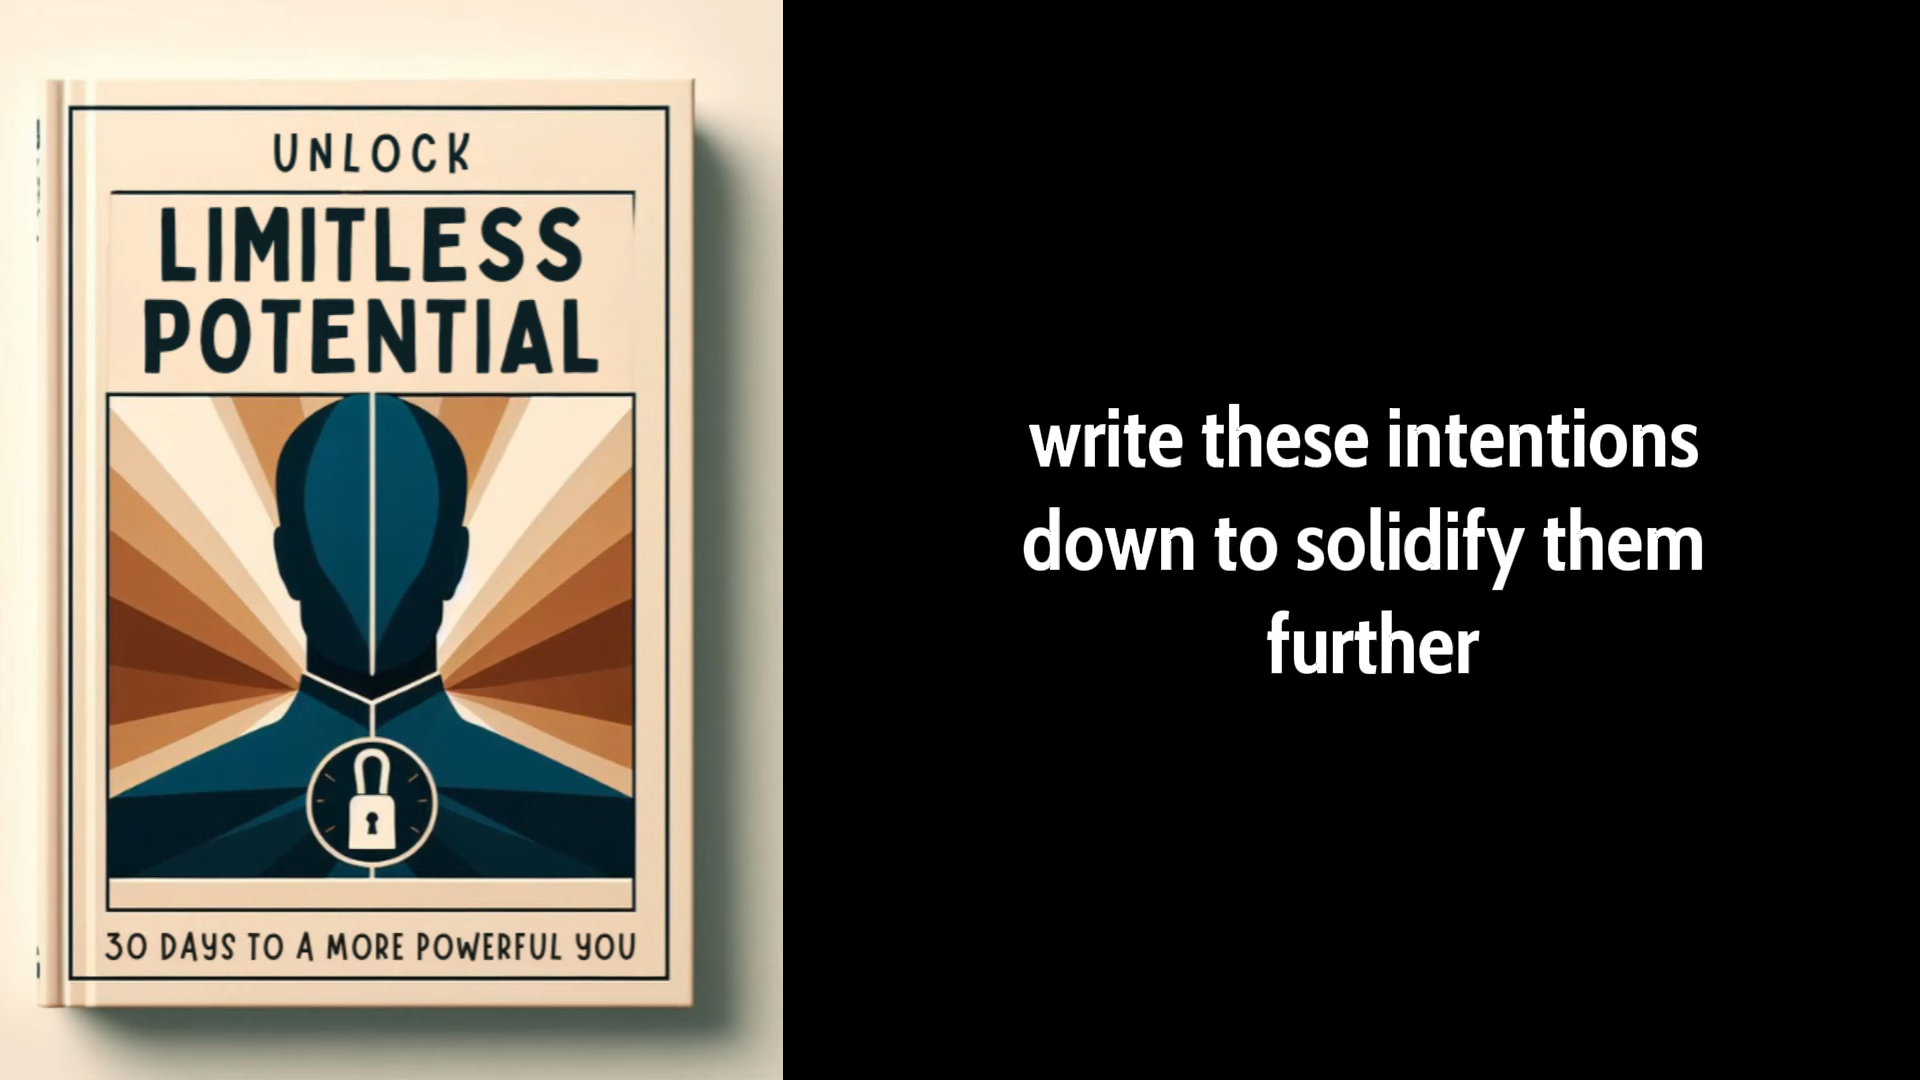 UNLOCK
LIMITLESS
POTENTIAL
30 DAYS TO A MORE POWERFUL YOU
write these intentions
down to solidify them
further